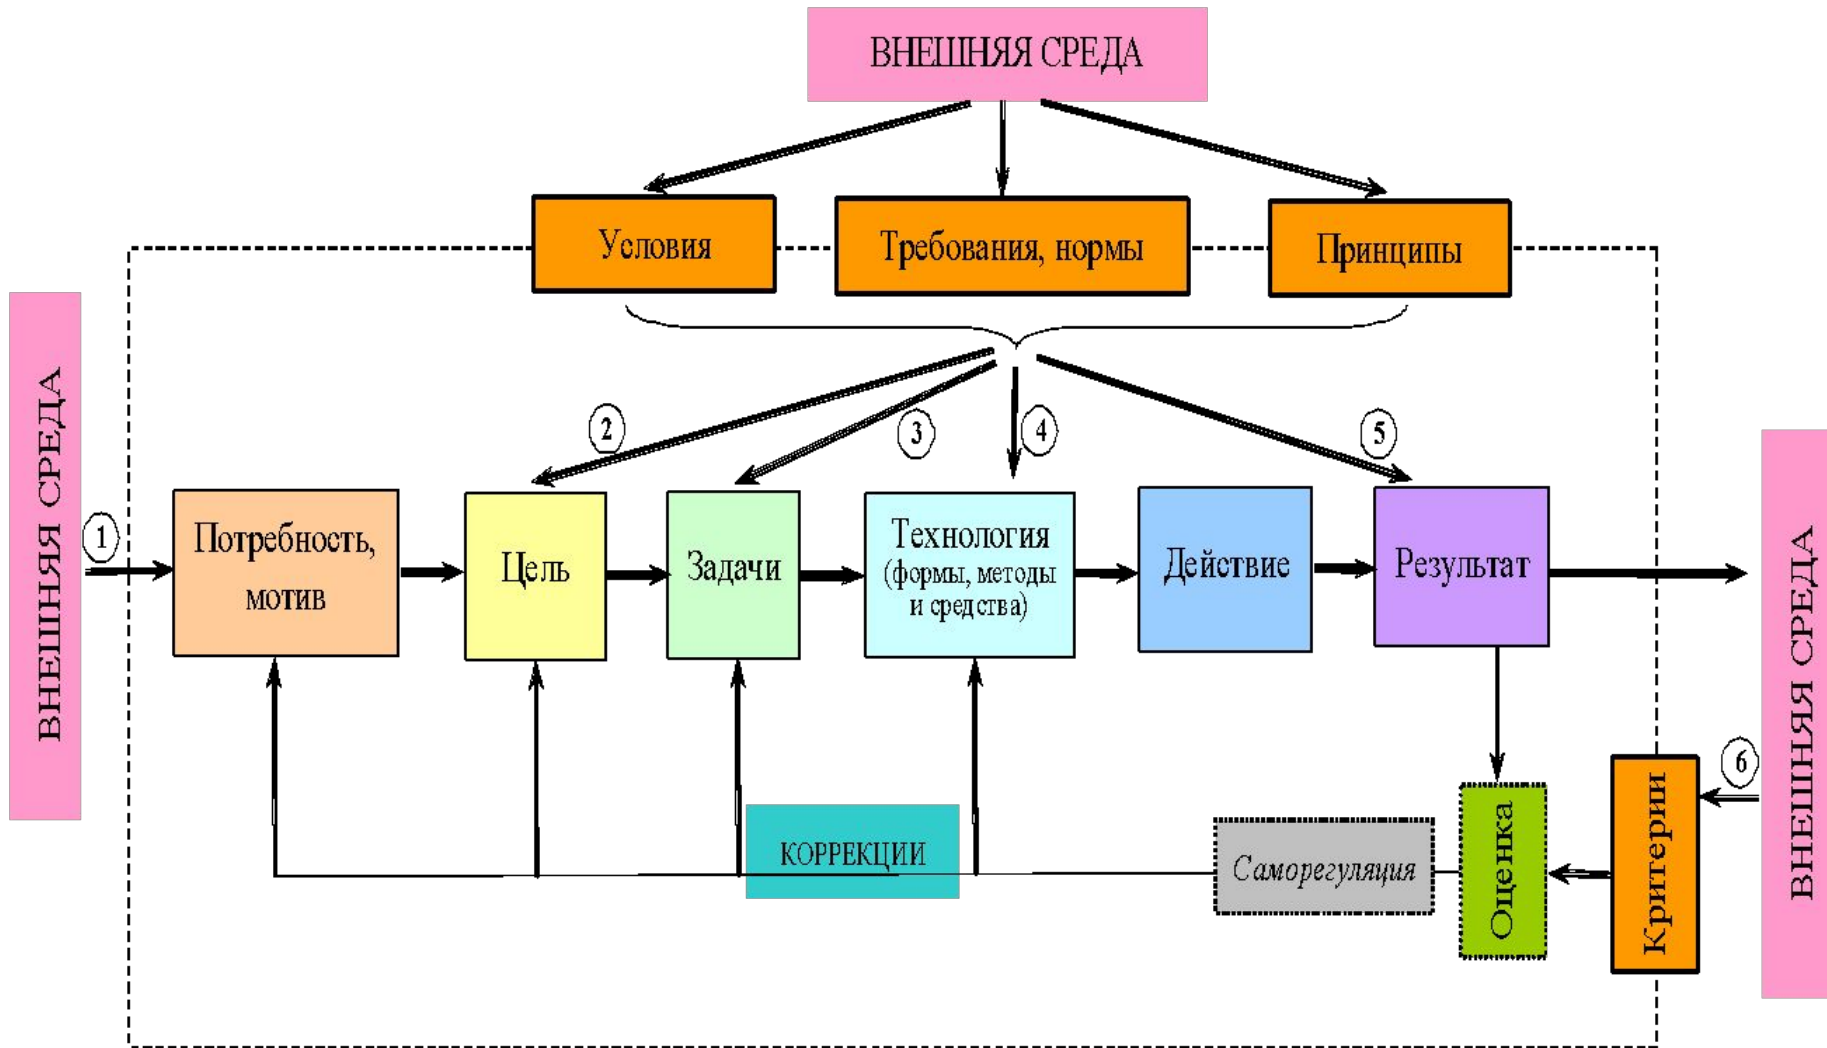 ВНЕШНЯЯ СРЕДА
Условия
Требования, нормы
Принципы
ВНЕШНЯЯ СРЕДА
1
2
3
4
5
Потребность,
мотив
Цель
Задачи
Технология
(формы, методы
и средства)
Действие
Результат
ВНЕШНЯЯ СРЕДА
6
КОРРЕКЦИИ
Саморегуляция
Оценка
Критерии